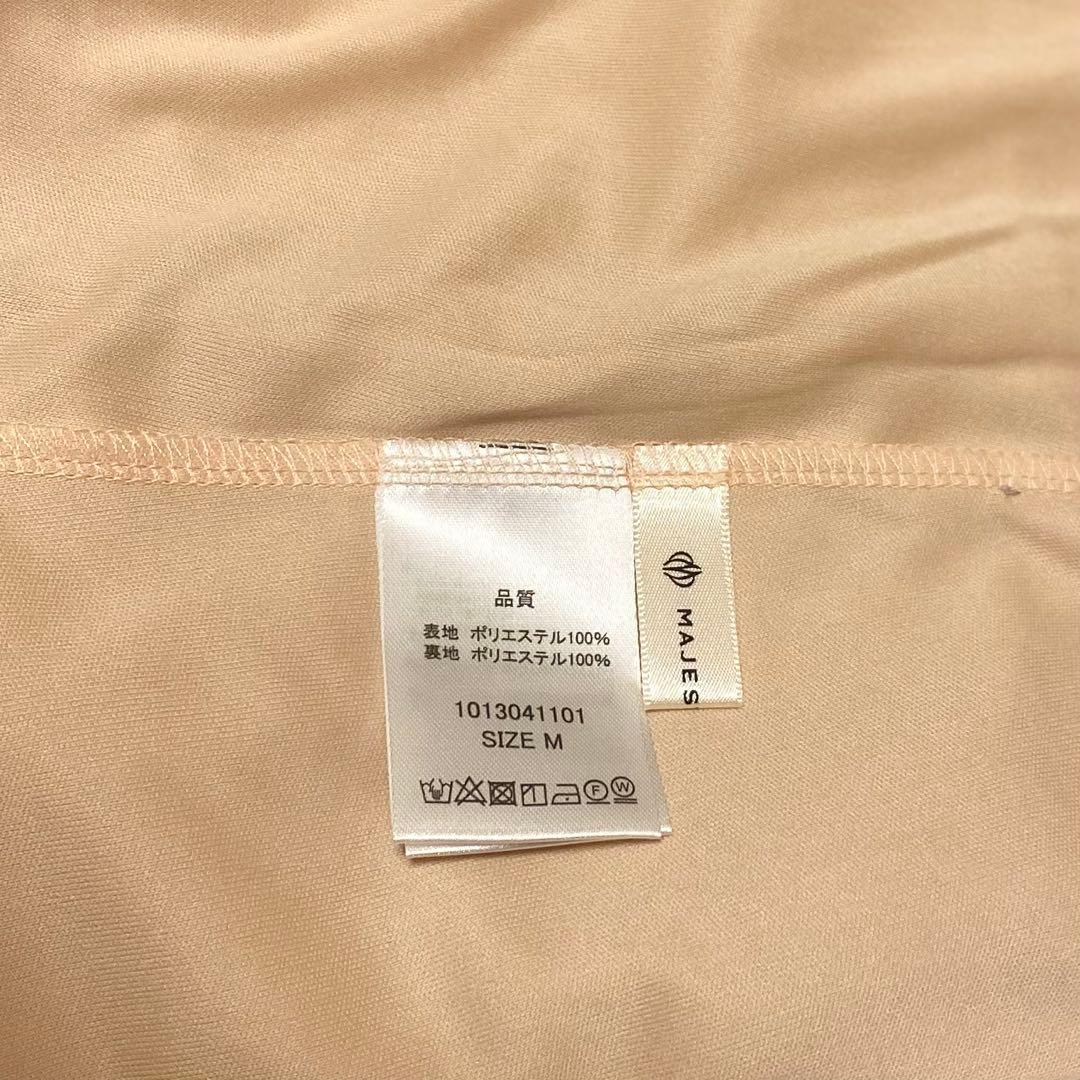 品質
表地 ポリエステル100%
裏地 ポリエステル100%
1013041101
SIZE M
F W
MAJES